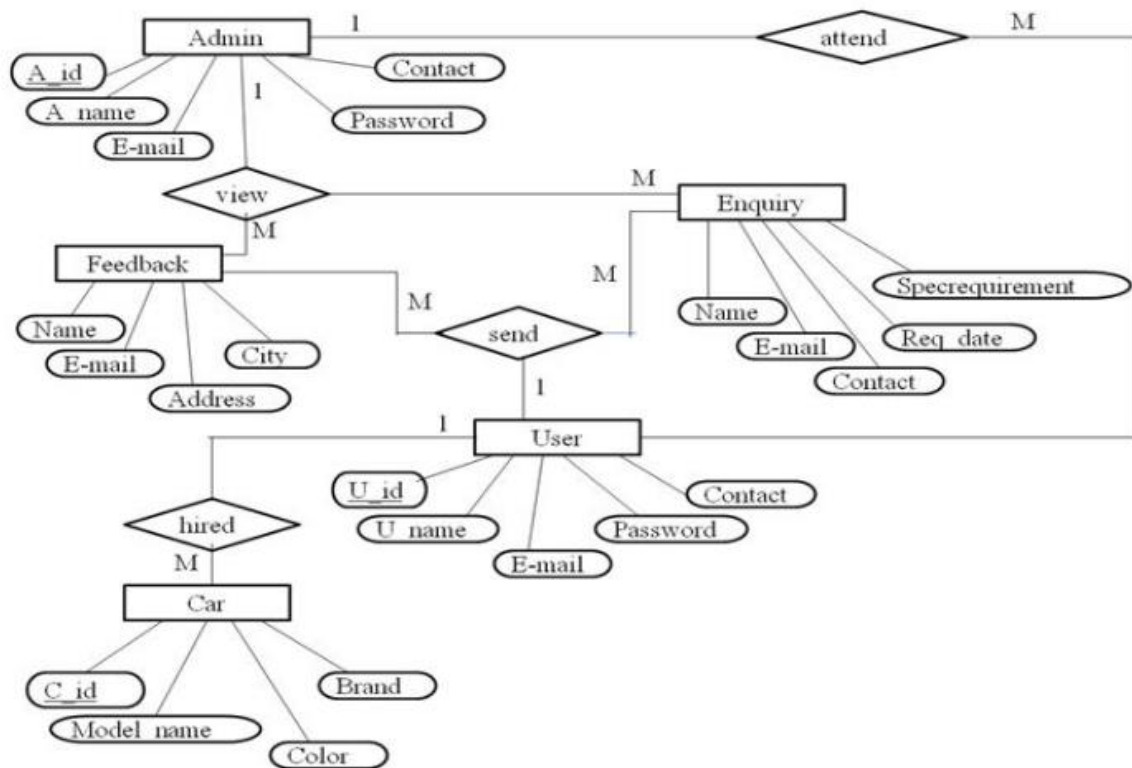 1
M
Admin
attend
A_id
Contact
1
A_name
Password
E-mail
view
M
Enquiry
M
Feedback
M
Specrequirement
M
Name
Name
send
Req_date
City
E-mail
E-mail
Contact
Address
1
1
User
U_id
Contact
U_name
Password
hired
E-mail
M
Car
C_id
Brand
Model_name
Color